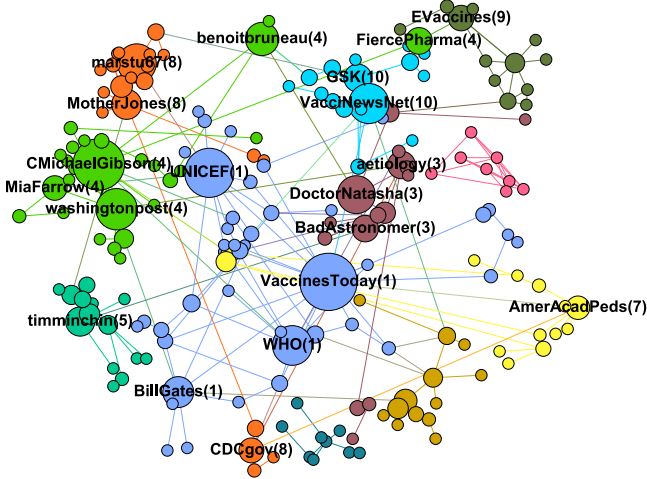 EVaccines(9)
benoitbruneau(4)
FiercePharma(4)
marstu67(8)
GSK(10)
MotherJones(8)
VacciNewsNet(10)
CMichaelGibson(4)
UNICEF(1)
aetiology(3)
MiaFarrow(4)
DoctorNatasha(3)
washingtonpost(4)
BadAstronomer(3)
VaccinesToday(1)
AmerAcadPeds(7)
timminchin(5)
WHO(1)
BillGates(1)
CDCgov(8)